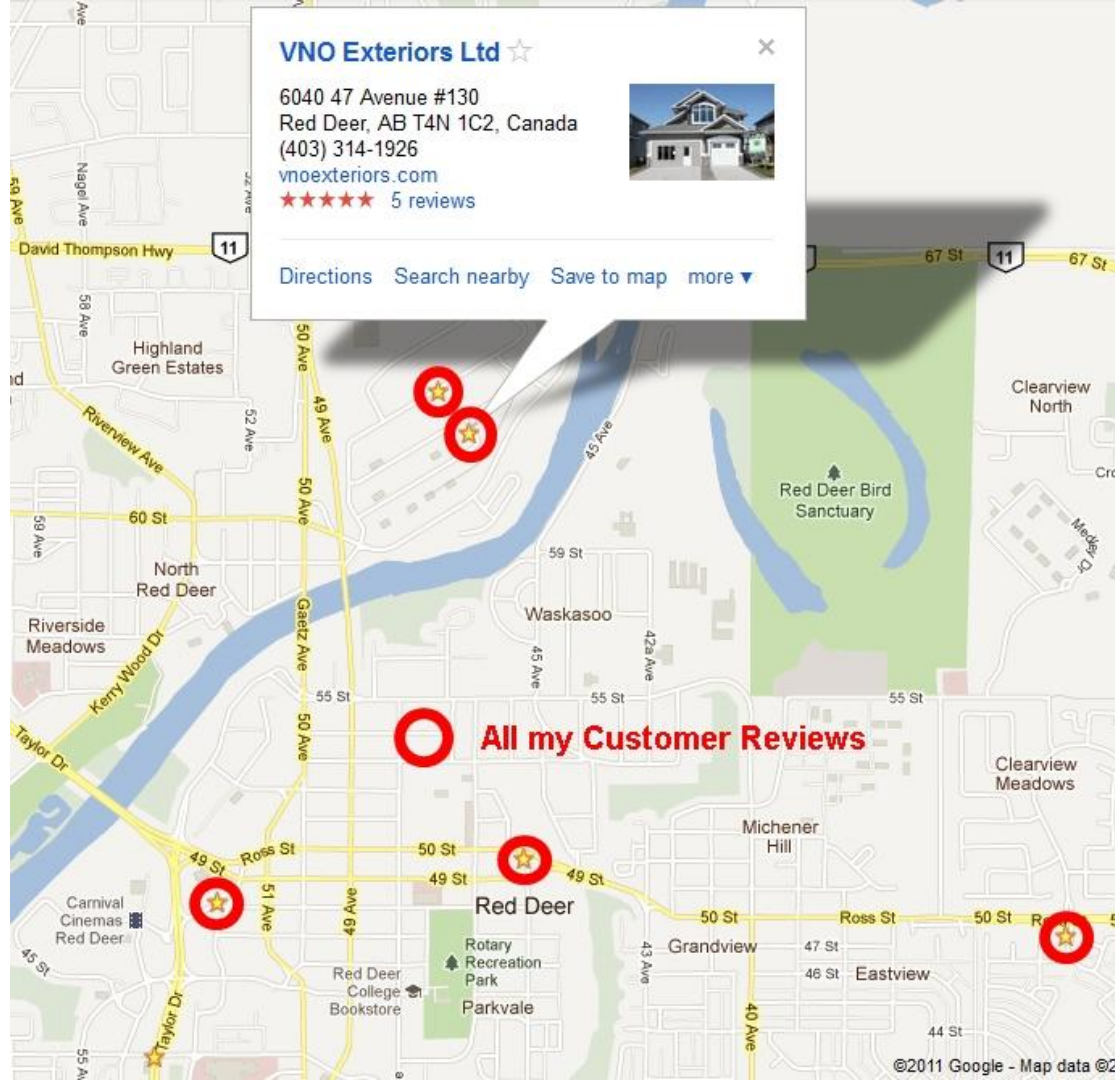 Ave
VNO Exteriors Ltd
6040 47 Avenue #130
Red Deer, AB T4N 1C2, Canada
(403) 314-1926
vnoexteriors.com
5 reviews
Directions Search nearby Save to map more
59 Ave
Nagel Ave
52 Ave
David Thompson Hwy
11
67 St
11
67 St
58 Ave
Highland
Green Estates
50 Ave
49 Ave
52 Ave
Riverview Ave
Clearview
North
45 Ave
Red Deer Bird
Sanctuary
50 Ave
60 St
59 Ave
59 St
Medley Dr
North
Red Deer
Waskasoo
Gaetz Ave
Riverside
Meadows
42a Ave
45 Ave
Kerry Wood Dr
55 St
55 St
55 St
50 Ave
Taylor Dr
All my Customer Reviews
Clearview
Meadows
Michener
Hill
49 St
Ross St
50 St
49 St
49 St
51 Ave
49 Ave
Carnival
Cinemas
Red Deer
Red Deer
50 St
Ross St
50 St
45 St
Rotary
Recreation
Park
43 Ave
Grandview
47 St
46 St
Eastview
Red Deer
College
Bookstore
Parkvale
Taylor Dr
40 Ave
44 St
55 A
©2011 Google - Map data ©2